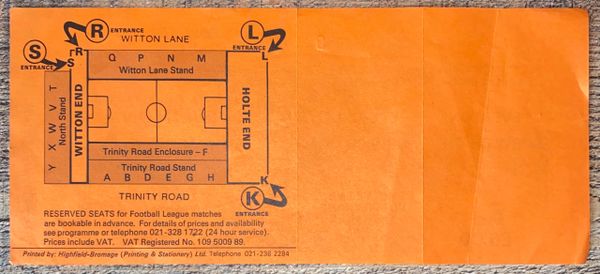 R
ENTRANCE
WITTON LANE
L
ENTRANCE
S
ENTRANCE
R
S
L
Q P N M
Witton Lane Stand
Y X W V T
North Stand
WITTON END
HOLTE END
Trinity Road Enclosure-F
Trinity Road Stand
A B D E G H
K
TRINITY ROAD
K
ENTRANCE
RESERVED SEATS for Football League matches
are bookable in advance. For details of prices and availability
see programme or telephone 021-328 1722 (24 hour service).
Prices include VAT. VAT Registered No. 109 5009 89.
Printed by: Highfield-Bromage (Printing & Stationery) Ltd. Telephone 021-236 2294